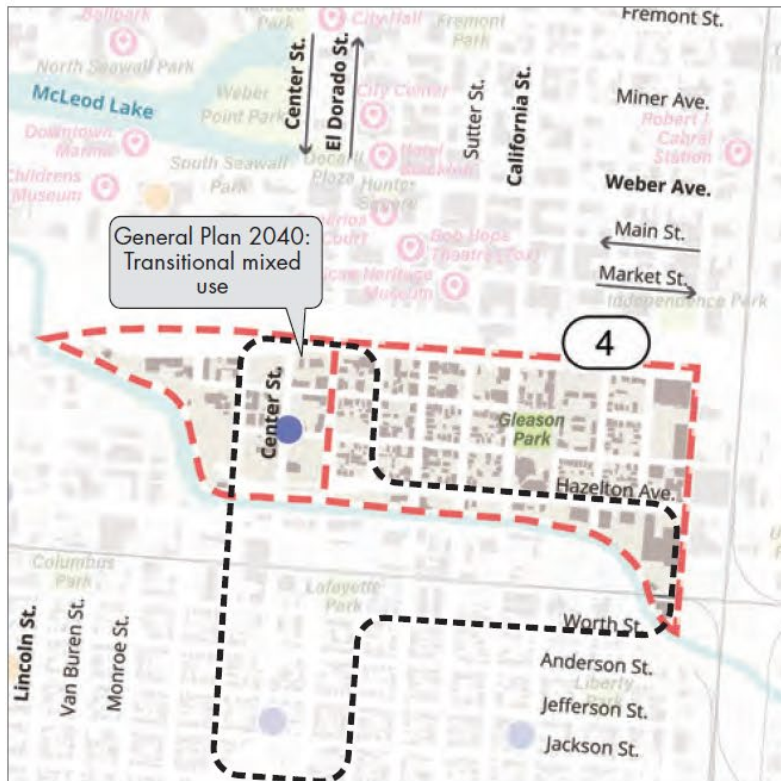 Ballpark
City Hall
Fremont
Park
Fremont St.
North Seawall Park
McLeod Lake
Weber
Point Park
Center St.
El Dorado St.
City Center
Sutter St.
California St.
Miner Ave.
Robert J.
Cabral
Station
Downtown
Marina
South Seawall
Park
Plaza
Hunter
Square
Weber Ave.
Childrens
Museum
Main St.
Court
Bob Hope
Theatre (Fox)
Market St.
Museum
Independence Park
General Plan 2040:
Transitional mixed
use
4
Center St.
Gleason
Park
Hazelton Ave.
Columbus
Park
Lafayette
Park
Lincoln St.
Van Buren St.
Monroe St.
Worth St.
Anderson St.
Liberty
Jefferson St.
Jackson St.